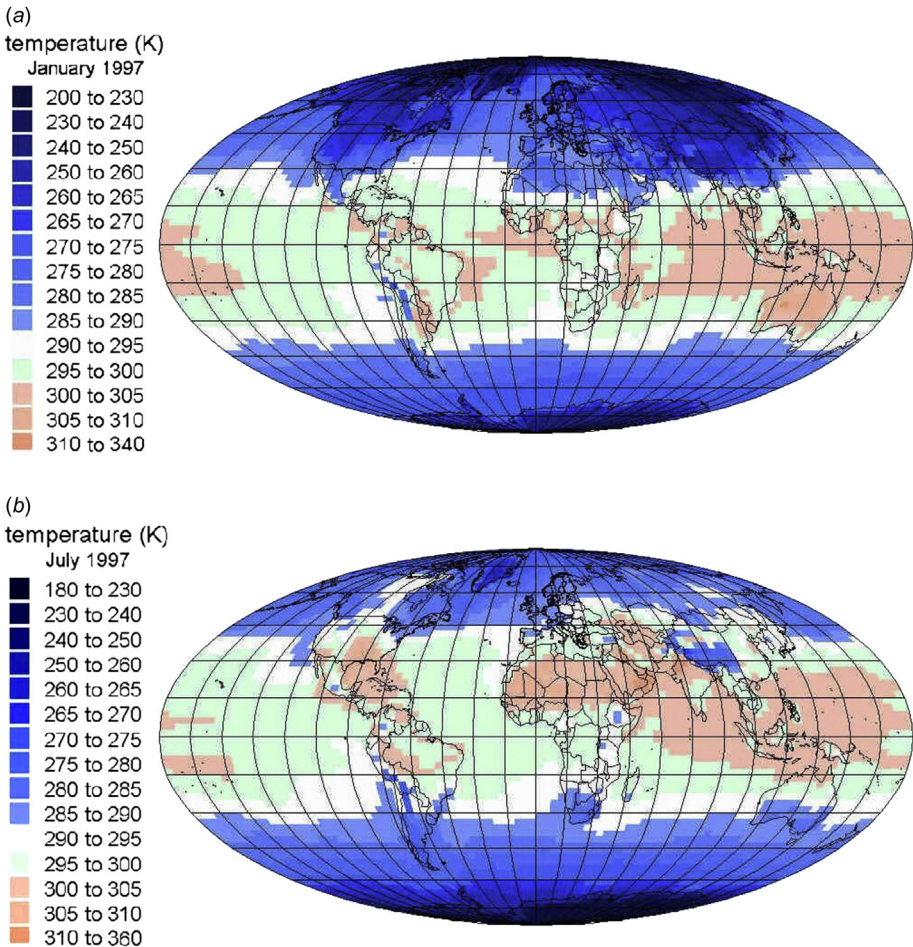 (a)
temperature (K)
January 1997
200 to 230
230 to 240
240 to 250
250 to 260
260 to 265
265 to 270
270 to 275
275 to 280
280 to 285
285 to 290
290 to 295
295 to 300
300 to 305
305 to 310
310 to 340
(b)
temperature (K)
July 1997
180 to 230
230 to 240
240 to 250
250 to 260
260 to 265
265 to 270
270 to 275
275 to 280
280 to 285
285 to 290
290 to 295
295 to 300
300 to 305
305 to 310
310 to 360